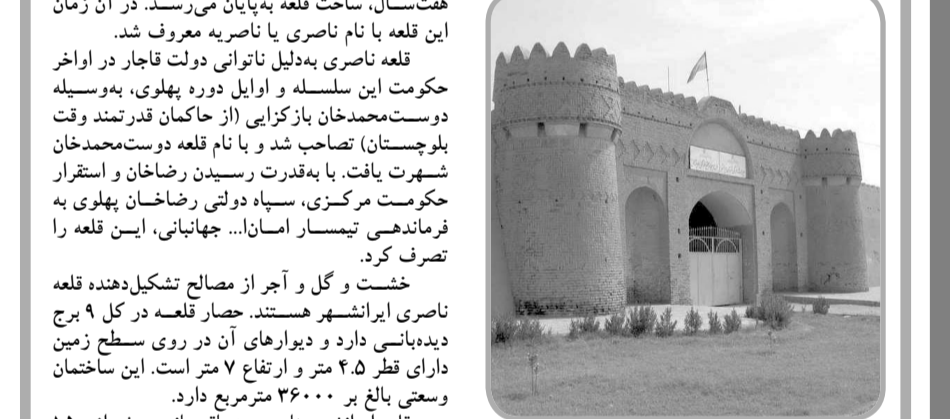 هفت‌ســال، ساخت قلعه به‌پایان می‌رســد. در آن زمان
این قلعه با نام ناصری یا ناصریه معروف شد.
قلعه ناصری به‌دلیل ناتوانی دولت قاجار در اواخر
حکومت این سلسله و اوایل دوره پهلوی، به‌وسیله
دوست‌محمدخان بازکزایی (از حاکمان قدرتمند وقت
بلوچستان) تصاحب شد و با نام قلعه دوست‌محمدخان
شهرت یافت. با به‌قدرت رسیدن رضاخان و استقرار
حکومت مرکزی، سپاه دولتی رضاخان پهلوی به
فرماندهی تیمسار امان‌ا... جهانبانی، این قلعه را
تصرف کرد.
خشت و گل و آجر از مصالح تشکیل‌دهنده قلعه
ناصری ایرانشهر هستند. حصار قلعه در کل ۹ برج
دیده‌بانی دارد و دیوارهای آن در روی سطح زمین
دارای قطر ۴.۵ متر و ارتفاع ۷ متر است. این ساختمان
وسعتی بالغ بر ۳۶۰۰۰ مترمربع دارد.